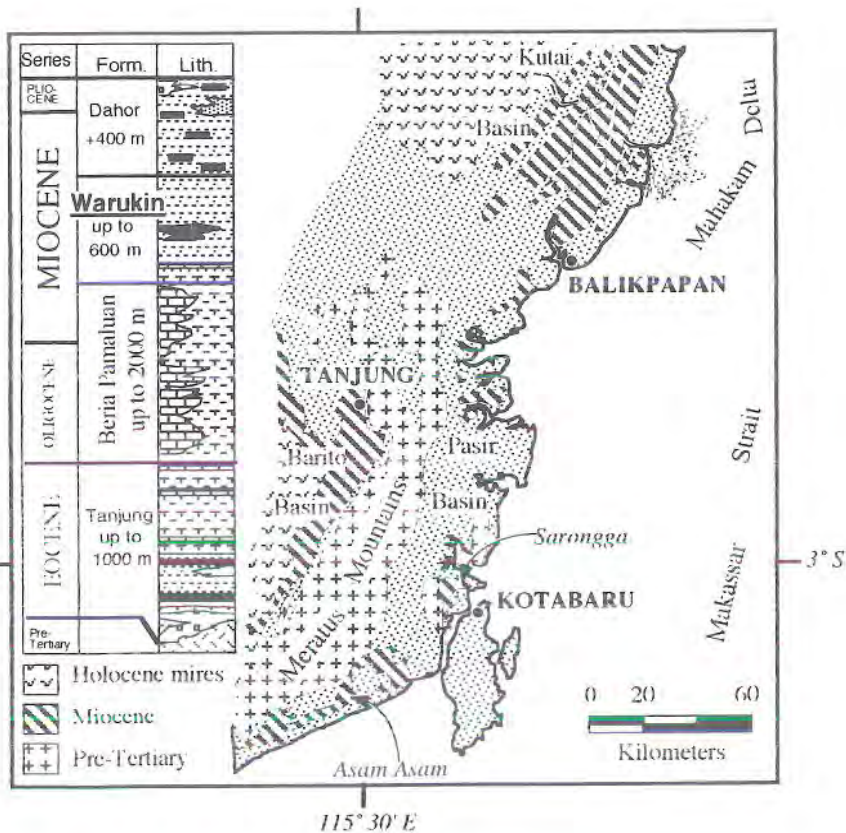 Series Form. Lith.
PLIO-
CENE
Dahor
+400 m
MIOCENE
Warukin
up to
600 m
OLIGOCENE
Beria Pamaluan
up to 2000 m
EOCENE
Tanjung
up to
1000 m
Pre-
Tertiary
Holocene mires
Miocene
Pre-Tertiary
Kutai
Basin
Mahakam Delta
BALIKPAPAN
TANJUNG
Barito
Basin
Pasir
Basin
Meratus Mountains
Sarongga
KOTABARU
Asam Asam
Makassar Strait
3° S
0 20 60
Kilometers
115° 30' E